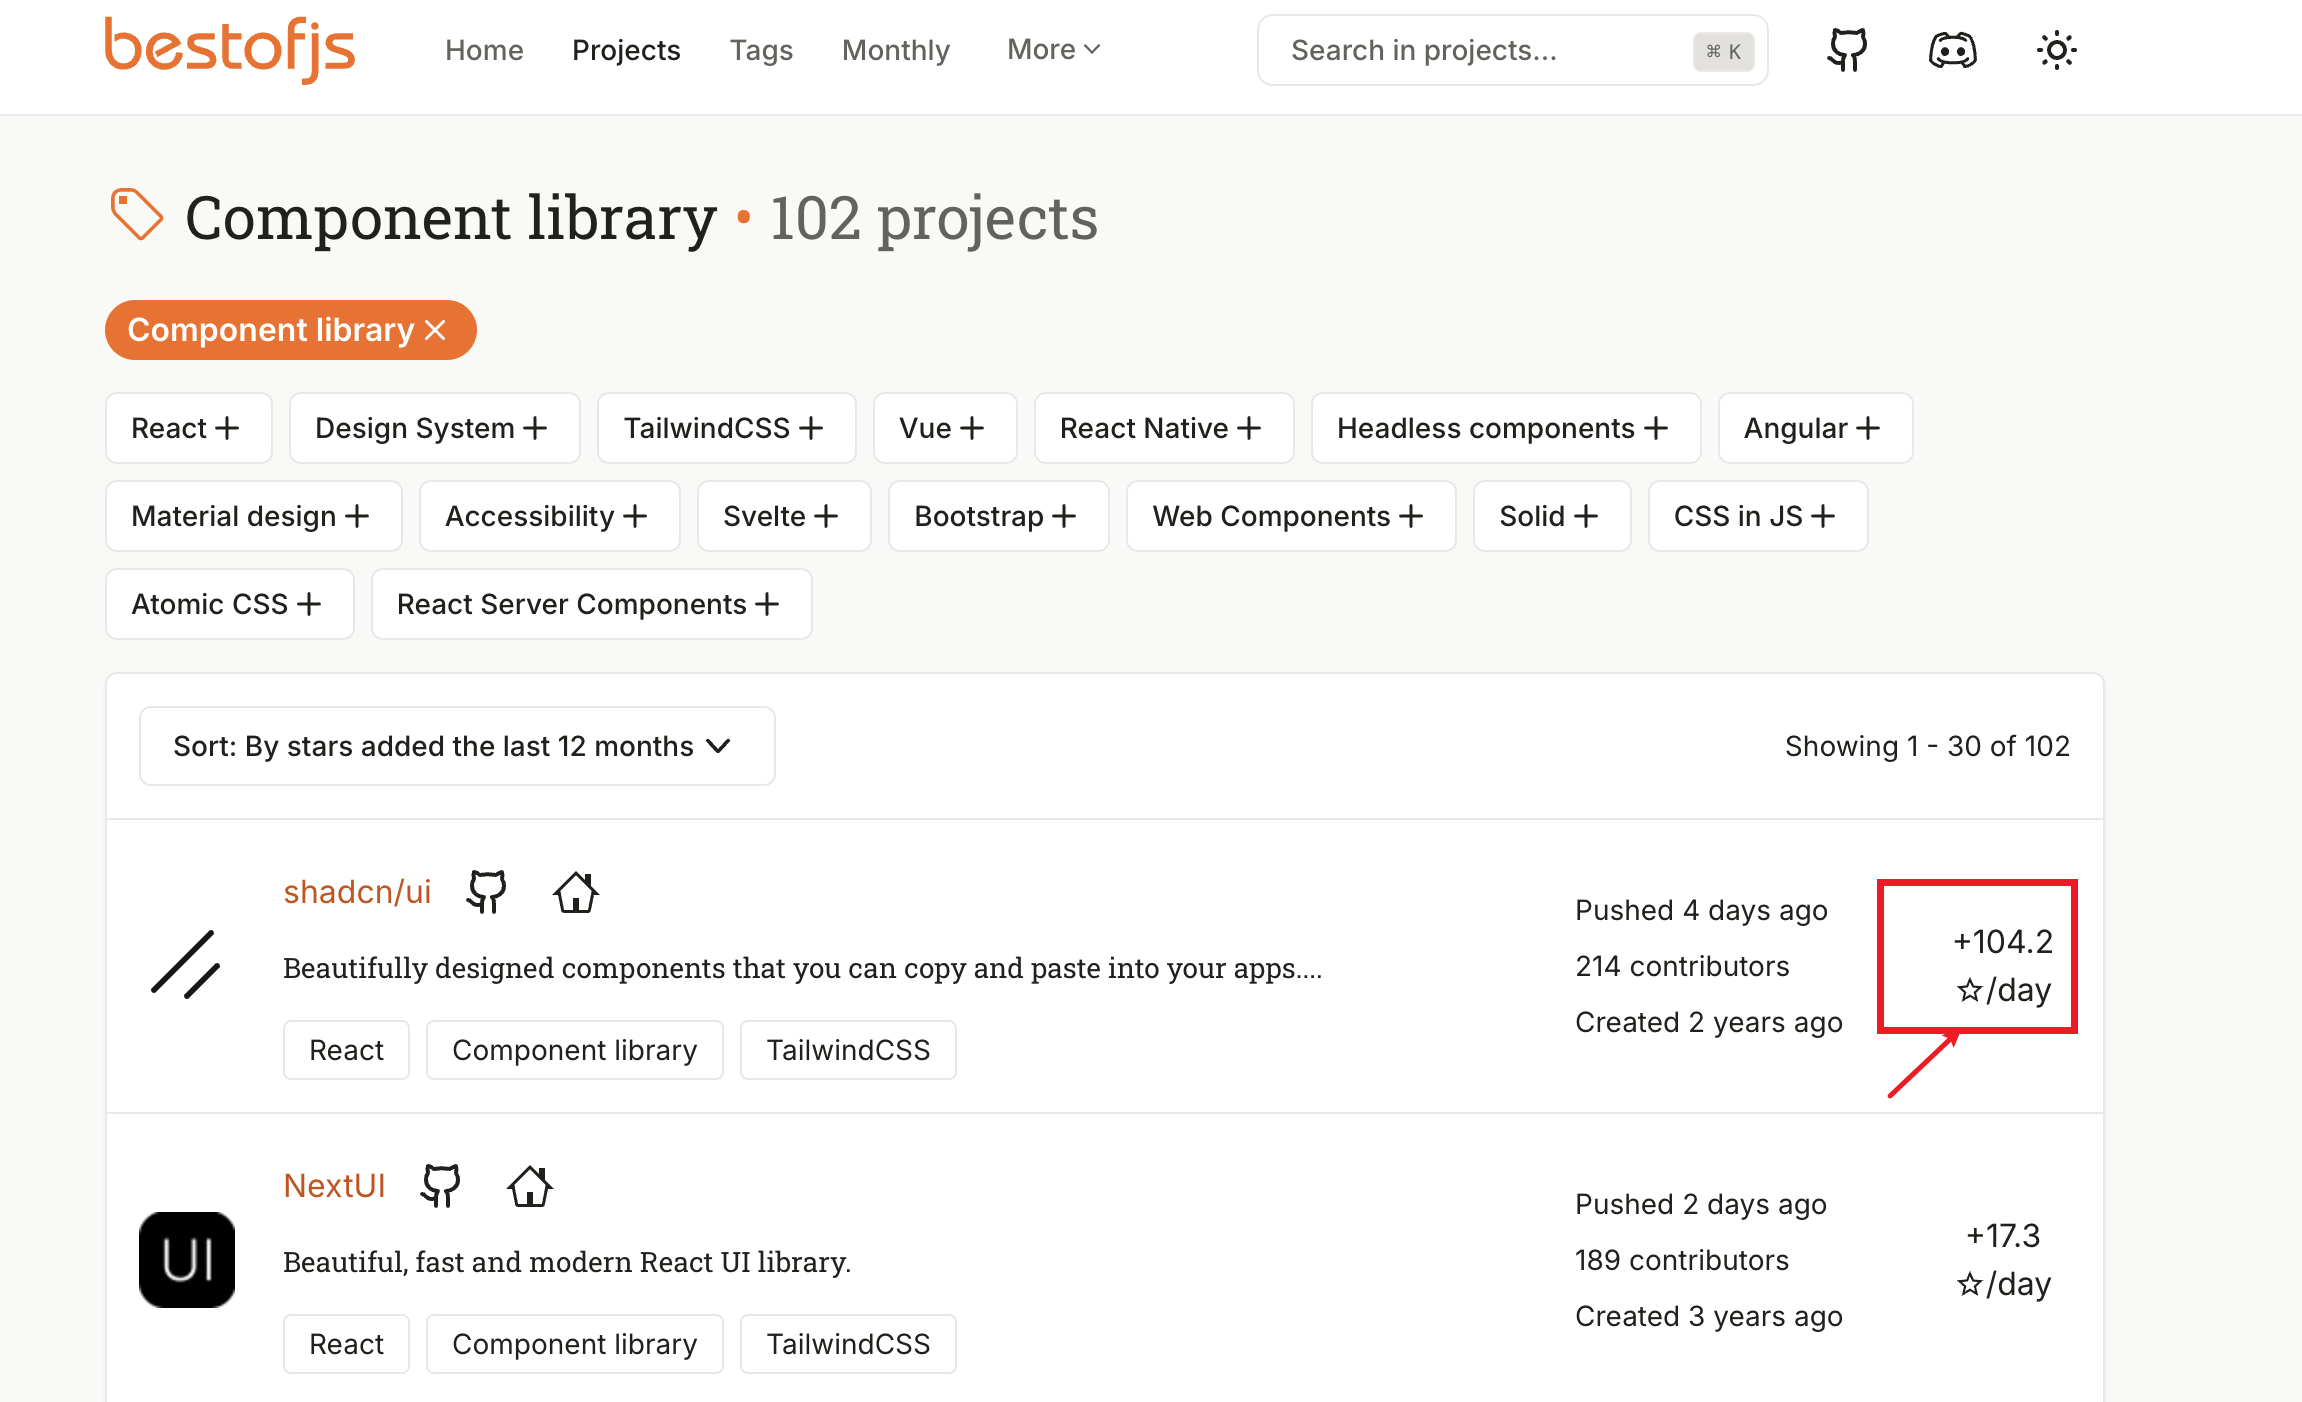 bestofjs Home Projects Tags Monthly More Search in projects... ⌘ K
Component library • 102 projects
Component library
React Design System TailwindCSS Vue React Native Headless components Angular
Material design Accessibility Svelte Bootstrap Web Components Solid CSS in JS
Atomic CSS React Server Components
Sort: By stars added the last 12 months Showing 1 - 30 of 102
shadcn/ui
Beautifully designed components that you can copy and paste into your apps....
React Component library TailwindCSS
Pushed 4 days ago
214 contributors
Created 2 years ago
+104.2
☆/day
NextUI
UI
Beautiful, fast and modern React UI library.
React Component library TailwindCSS
Pushed 2 days ago
189 contributors
Created 3 years ago
+17.3
☆/day